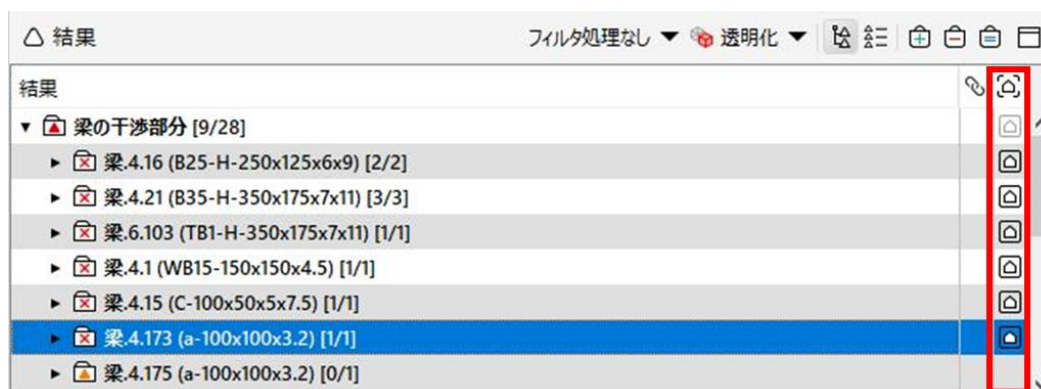 結果 フィルタ処理なし 透明化
結果
梁の干渉部分 [9/28]
梁.4.16 (B25-H-250x125x6x9) [2/2]
梁.4.21 (B35-H-350x175x7x11) [3/3]
梁.6.103 (TB1-H-350x175x7x11) [1/1]
梁.4.1 (WB15-150x150x4.5) [1/1]
梁.4.15 (C-100x50x5x7.5) [1/1]
梁.4.173 (a-100x100x3.2) [1/1]
梁.4.175 (a-100x100x3.2) [0/1]